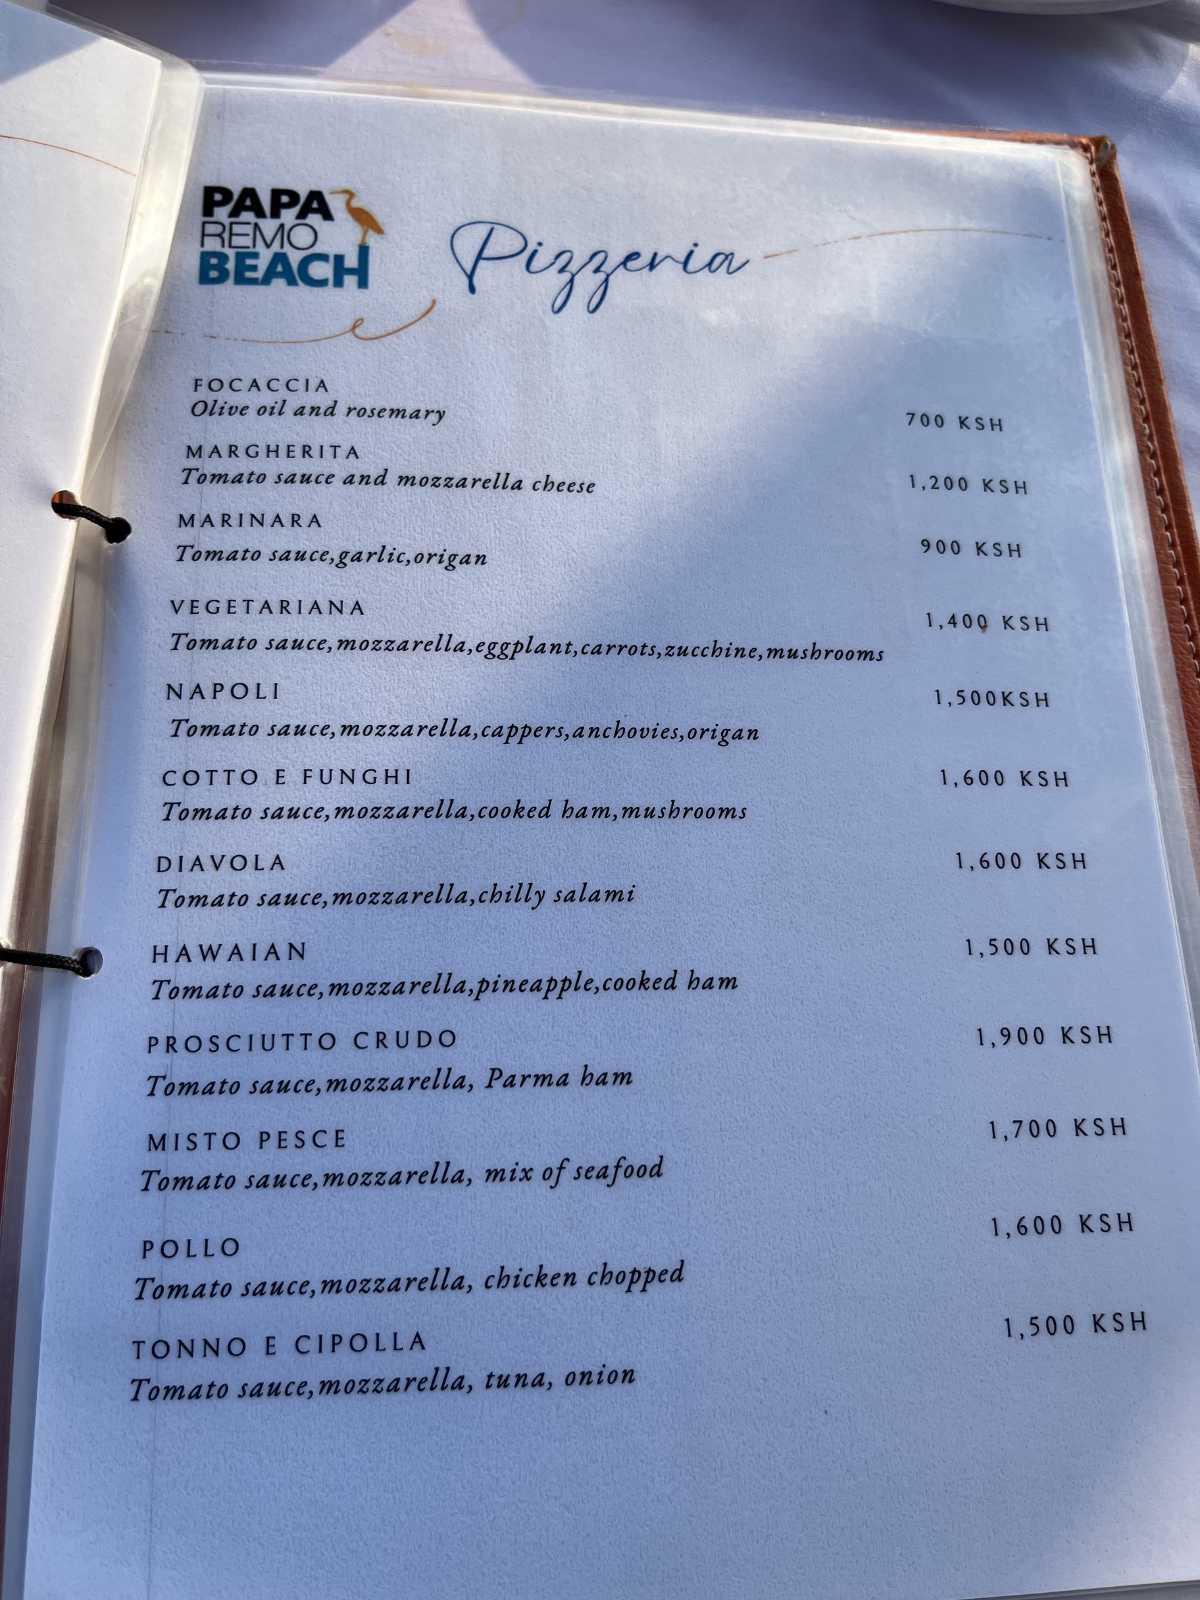 PAPA
REMO
BEACH
Pizzeria
FOCACCIA
Olive oil and rosemary
700 KSH
MARGHERITA
Tomato sauce and mozzarella cheese
1,200 KSH
MARINARA
Tomato sauce,garlic,origan
900 KSH
VEGETARIANA
Tomato sauce,mozzarella,eggplant,carrots,zucchine,mushrooms
1,400 KSH
NAPOLI
Tomato sauce,mozzarella,cappers,anchovies,origan
1,500KSH
COTTO E FUNGHI
Tomato sauce,mozzarella,cooked ham,mushrooms
1,600 KSH
DIAVOLA
Tomato sauce,mozzarella,chilly salami
1,600 KSH
HAWAIAN
Tomato sauce,mozzarella,pineapple,cooked ham
1,500 KSH
PROSCIUTTO CRUDO
Tomato sauce,mozzarella, Parma ham
1,900 KSH
MISTO PESCE
Tomato sauce,mozzarella, mix of seafood
1,700 KSH
POLLO
Tomato sauce,mozzarella, chicken chopped
1,600 KSH
TONNO E CIPOLLA
Tomato sauce,mozzarella, tuna, onion
1,500 KSH